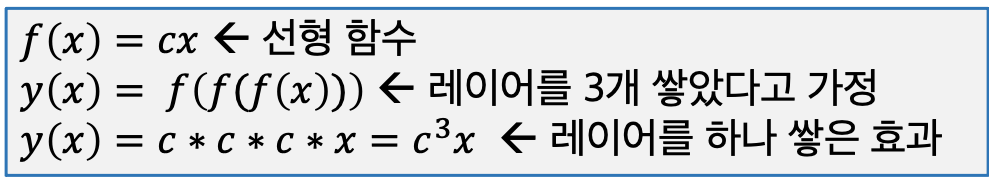 f(x) = cx ← 선형 함수
y(x) = f(f(f(x))) ← 레이어를 3개 쌓았다고 가정
y(x) = c * c * c * x = c³x ← 레이어를 하나 쌓은 효과